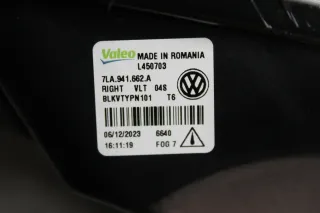 Valeo MADE IN ROMANIA
L450703
7LA.941.662.A
RIGHT VLT 04S
BLKVTYPN101 T6
06/12/2023 6640
16:11:19 FOG 7